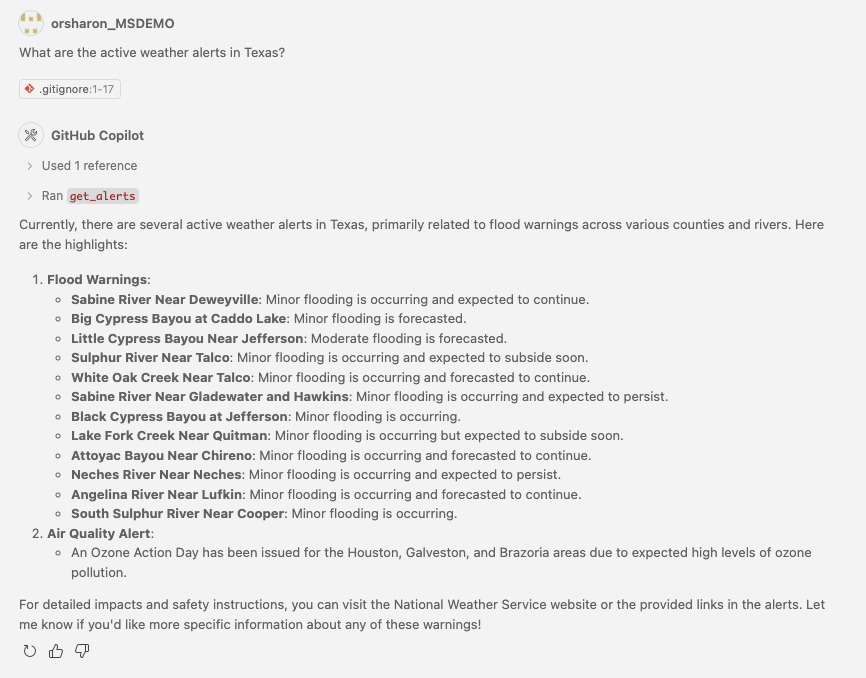 orsharon_MSDEMO
What are the active weather alerts in Texas?
.gitignore:1-17
GitHub Copilot
Used 1 reference
Ran get_alerts
Currently, there are several active weather alerts in Texas, primarily related to flood warnings across various counties and rivers. Here
are the highlights:
1. Flood Warnings:
Sabine River Near Deweyville: Minor flooding is occurring and expected to continue.
Big Cypress Bayou at Caddo Lake: Minor flooding is forecasted.
Little Cypress Bayou Near Jefferson: Moderate flooding is forecasted.
Sulphur River Near Talco: Minor flooding is occurring and expected to subside soon.
White Oak Creek Near Talco: Minor flooding is occurring and forecasted to continue.
Sabine River Near Gladewater and Hawkins: Minor flooding is occurring and expected to persist.
Black Cypress Bayou at Jefferson: Minor flooding is occurring.
Lake Fork Creek Near Quitman: Minor flooding is occurring but expected to subside soon.
Attoyac Bayou Near Chireno: Minor flooding is occurring and forecasted to continue.
Neches River Near Neches: Minor flooding is occurring and expected to persist.
Angelina River Near Lufkin: Minor flooding is occurring and forecasted to continue.
South Sulphur River Near Cooper: Minor flooding is occurring.
2. Air Quality Alert:
An Ozone Action Day has been issued for the Houston, Galveston, and Brazoria areas due to expected high levels of ozone
pollution.
For detailed impacts and safety instructions, you can visit the National Weather Service website or the provided links in the alerts. Let
me know if you'd like more specific information about any of these warnings!